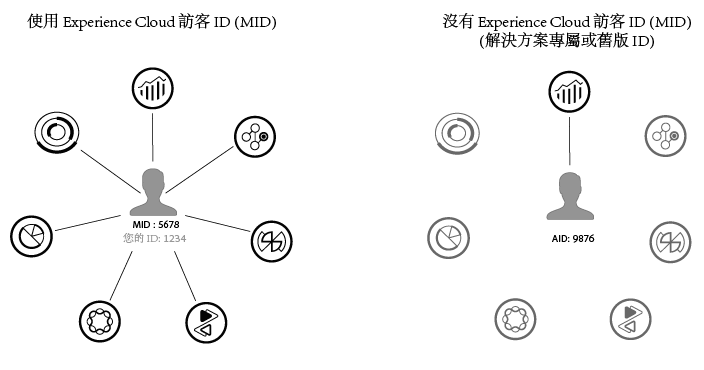 使用 Experience Cloud 訪客 ID (MID)
沒有 Experience Cloud 訪客 ID (MID)
(解決方案專屬或舊版 ID)
MID : 5678
您的 ID: 1234
AID: 9876